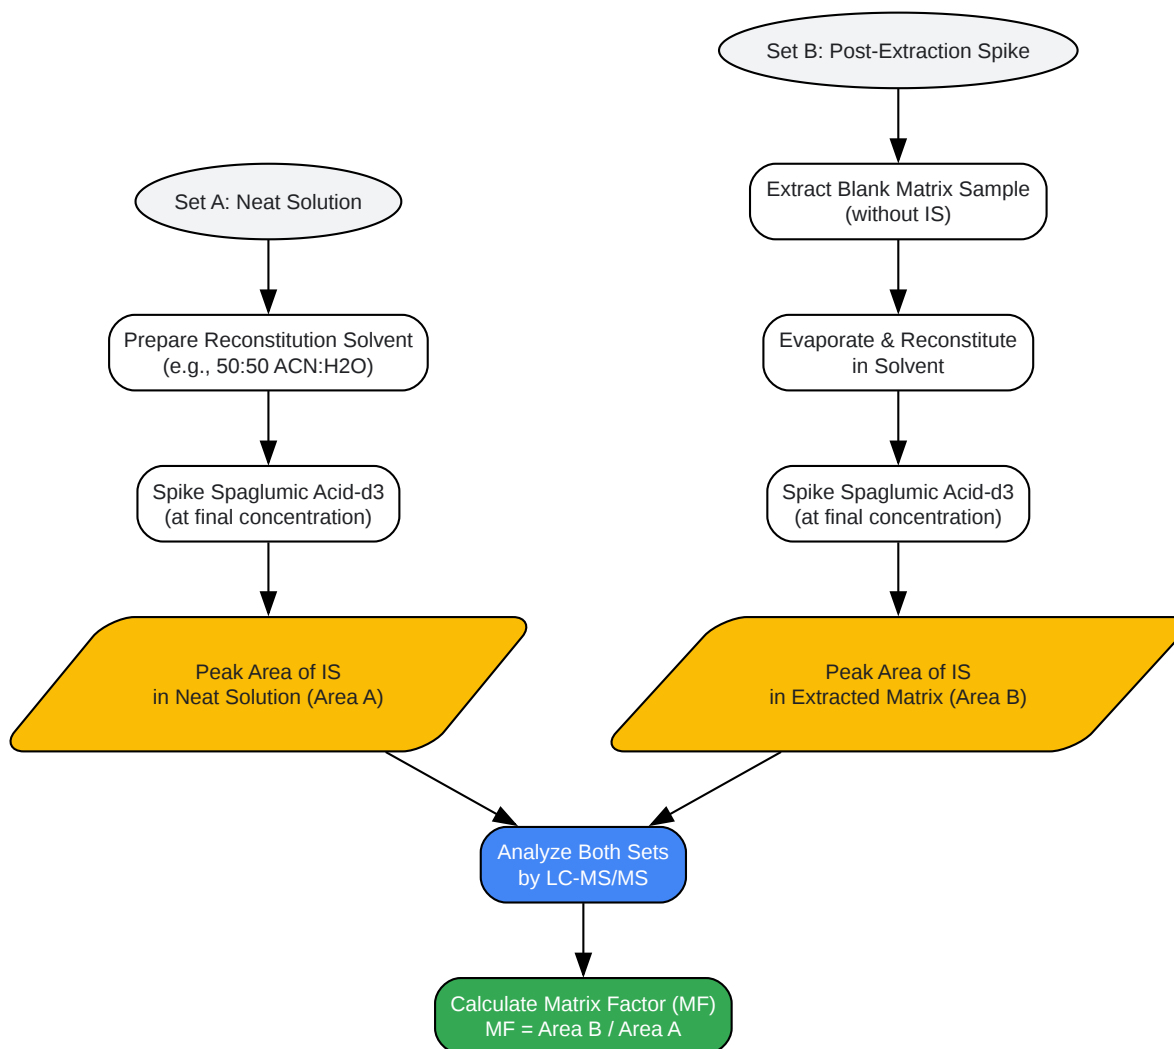 Set B: Post-Extraction Spike
Extract Blank Matrix Sample
(without IS)
Set A: Neat Solution
Prepare Reconstitution Solvent
(e.g., 50:50 ACN:H2O)
Evaporate & Reconstitute
in Solvent
Spike Spaglumic Acid-d3
(at final concentration)
Spike Spaglumic Acid-d3
(at final concentration)
Peak Area of IS
in Neat Solution (Area A)
Peak Area of IS
in Extracted Matrix (Area B)
Analyze Both Sets
by LC-MS/MS
Calculate Matrix Factor (MF)
MF = Area B / Area A